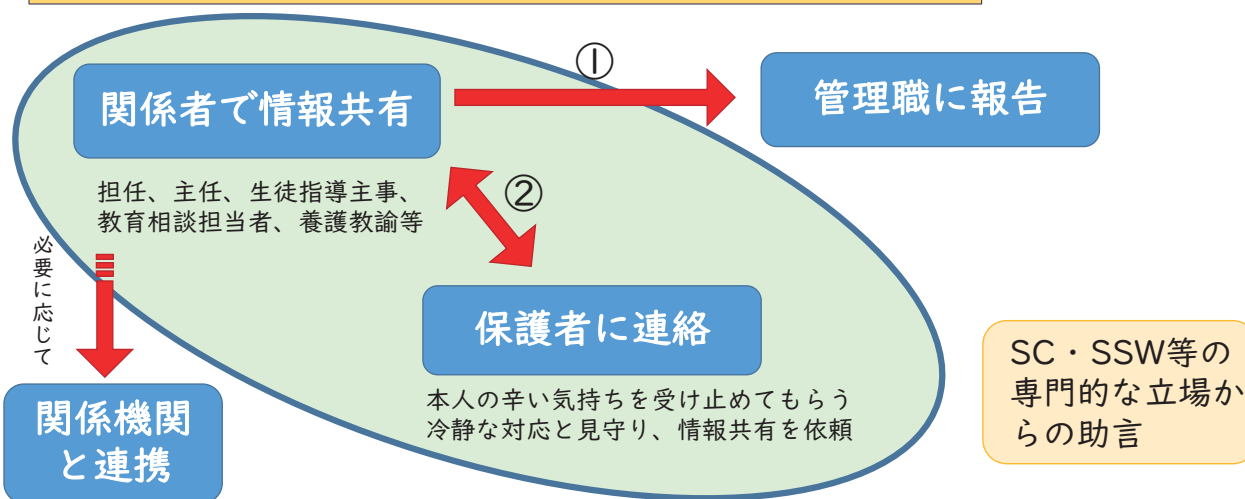 ①
関係者で情報共有
管理職に報告
担任、主任、生徒指導主事、
教育相談担当者、養護教諭等
②
必要に応じて
保護者に連絡
本人の辛い気持ちを受け止めてもらう
冷静な対応と見守り、情報共有を依頼
関係機関
と連携
SC・SSW等の
専門的な立場か
らの助言